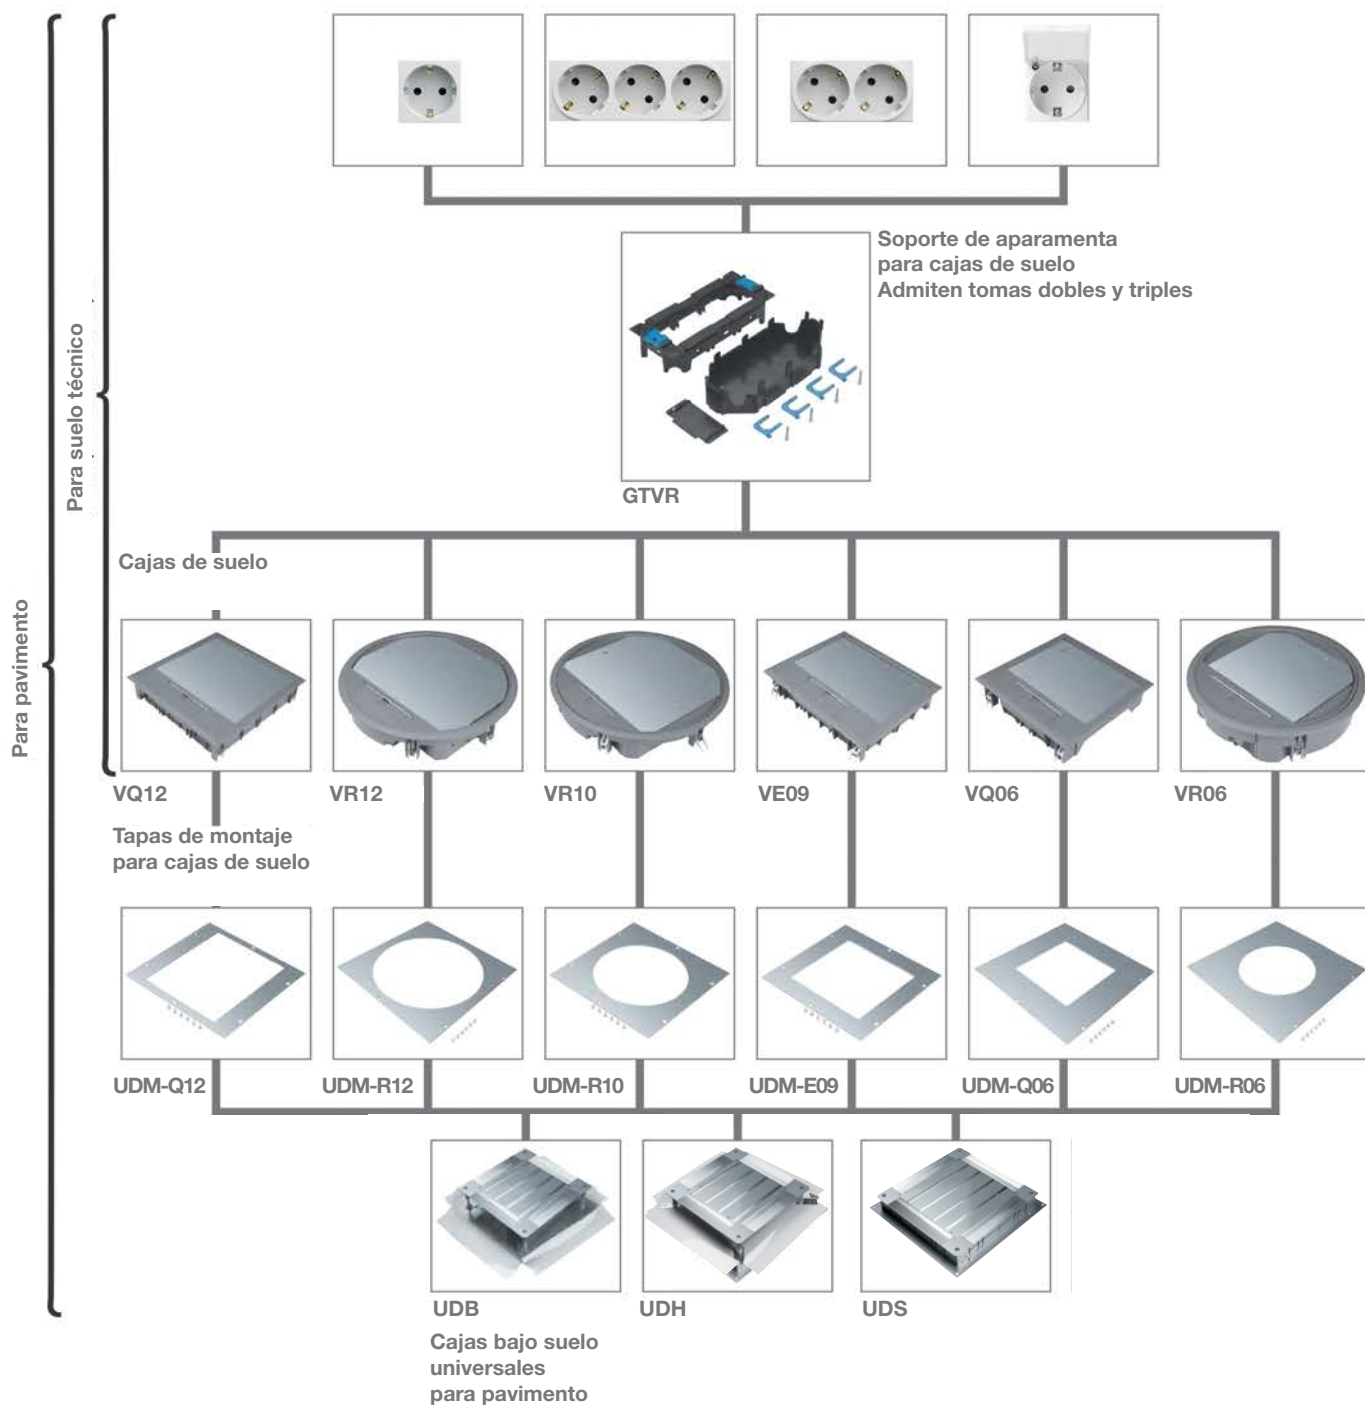 Soporte de aparamenta
para cajas de suelo
Admiten tomas dobles y triples
GTVR
Para suelo técnico
Para pavimento
Cajas de suelo
VQ12
VR12
VR10
VE09
VQ06
VR06
Tapas de montaje
para cajas de suelo
UDM-Q12
UDM-R12
UDM-R10
UDM-E09
UDM-Q06
UDM-R06
UDB
UDH
UDS
Cajas bajo suelo
universales
para pavimento